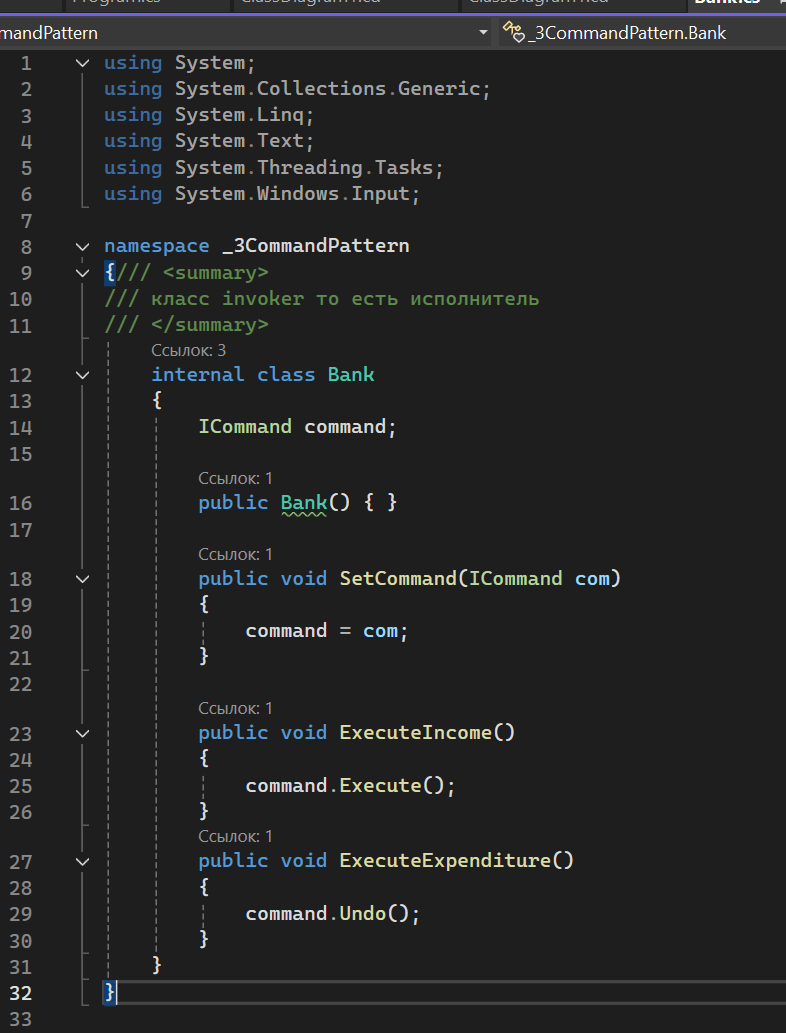 mandPattern
_3CommandPattern.Bank
1 using System;
2 using System.Collections.Generic;
3 using System.Linq;
4 using System.Text;
5 using System.Threading.Tasks;
6 using System.Windows.Input;
7
8 namespace _3CommandPattern
9 {/// <summary>
10 /// класс invoker то есть исполнитель
11 /// </summary>
Ссылок: 3
12 internal class Bank
13 {
14 ICommand command;
15
Ссылок: 1
16 public Bank() { }
17
Ссылок: 1
18 public void SetCommand(ICommand com)
19 {
20 command = com;
21 }
22
Ссылок: 1
23 public void ExecuteIncome()
24 {
25 command.Execute();
26 }
Ссылок: 1
27 public void ExecuteExpenditure()
28 {
29 command.Undo();
30 }
31 }
32 }
33